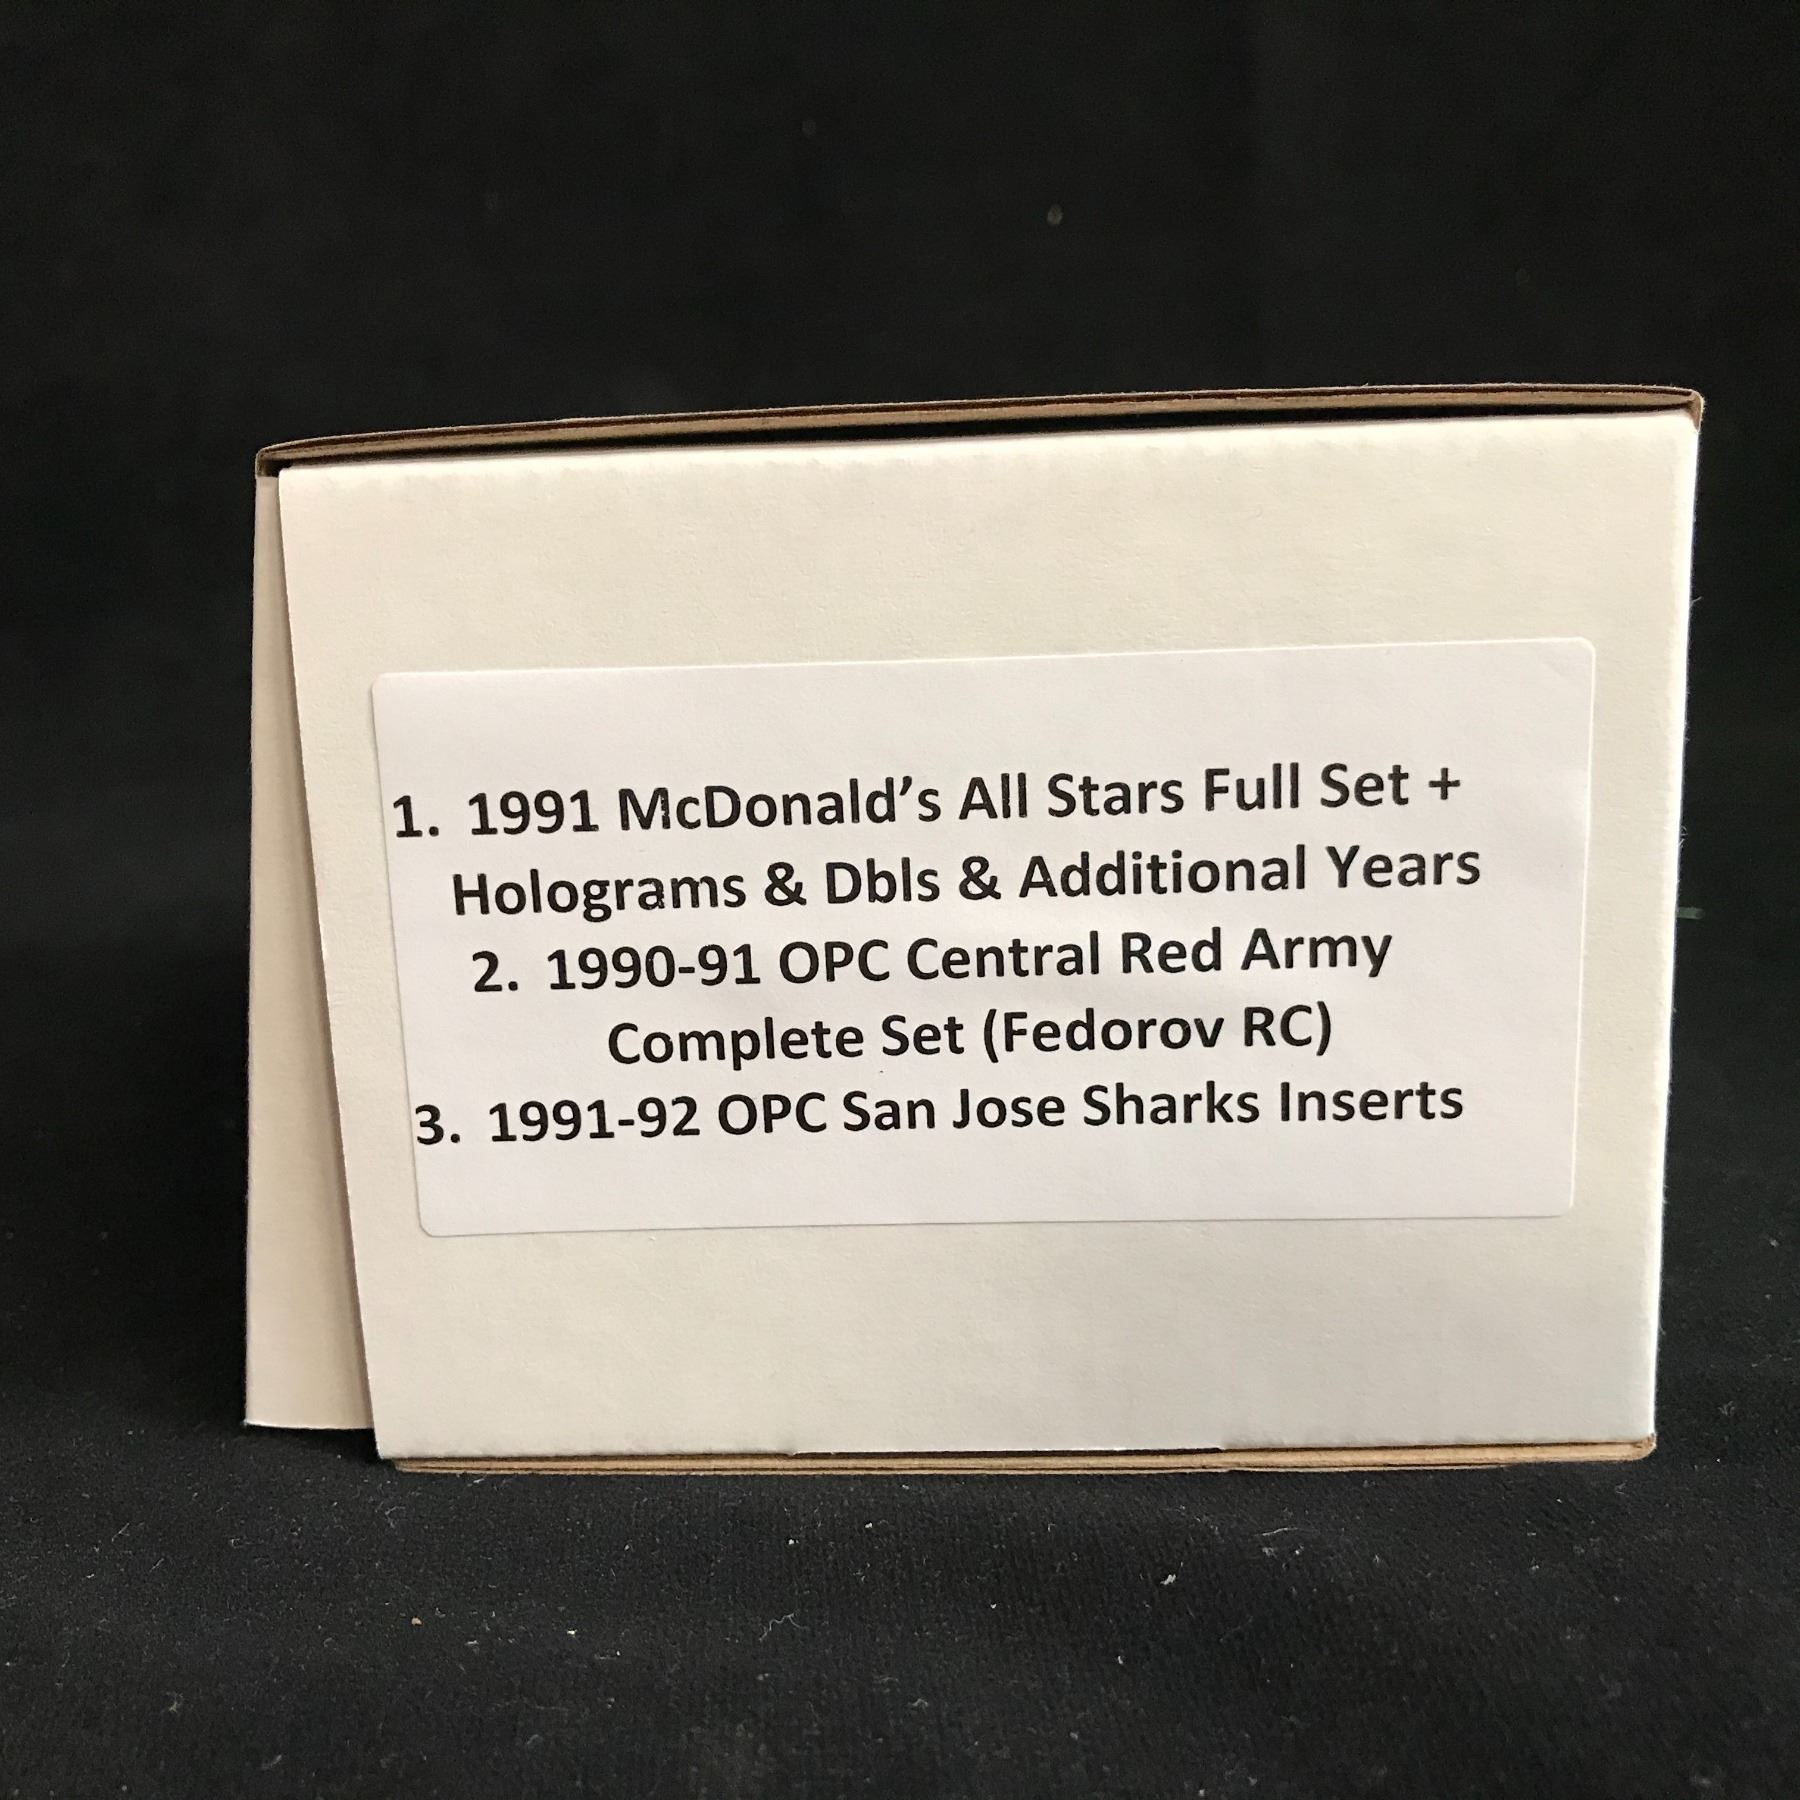 1. 1991 McDonald's All Stars Full Set +
Holograms & Dbls & Additional Years
2. 1990-91 OPC Central Red Army
Complete Set (Fedorov RC)
3. 1991-92 OPC San Jose Sharks Inserts